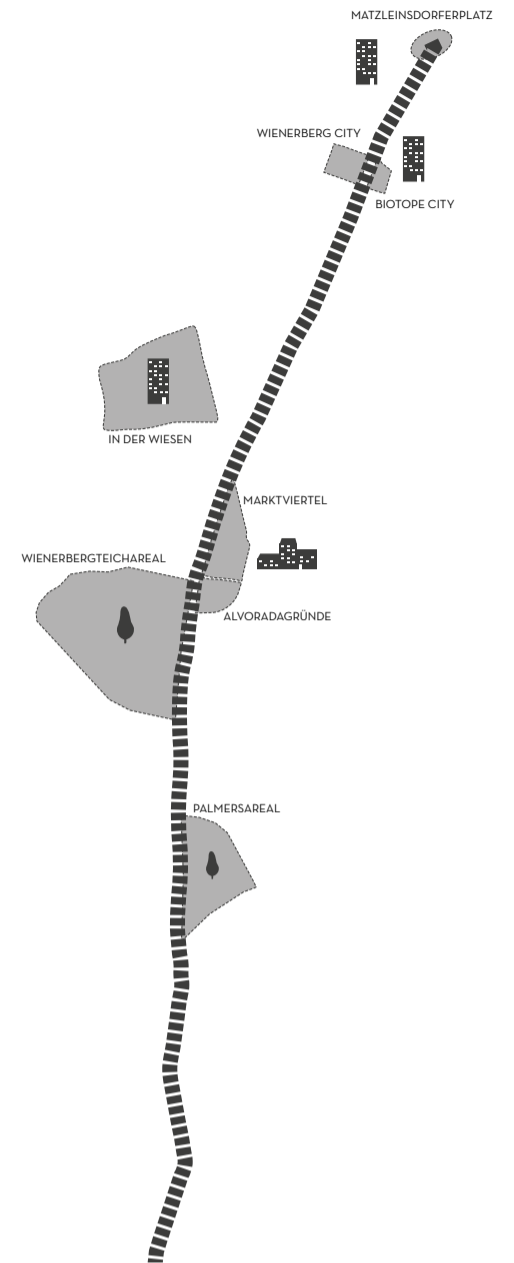 MATZLEINSDORFERPLATZ
WIENERBERG CITY
BIOTOPE CITY
IN DER WIESEN
MARKTVIERTEL
WIENERBERGTEICHAREAL
ALVORADAGRÜNDE
PALMERSAREAL